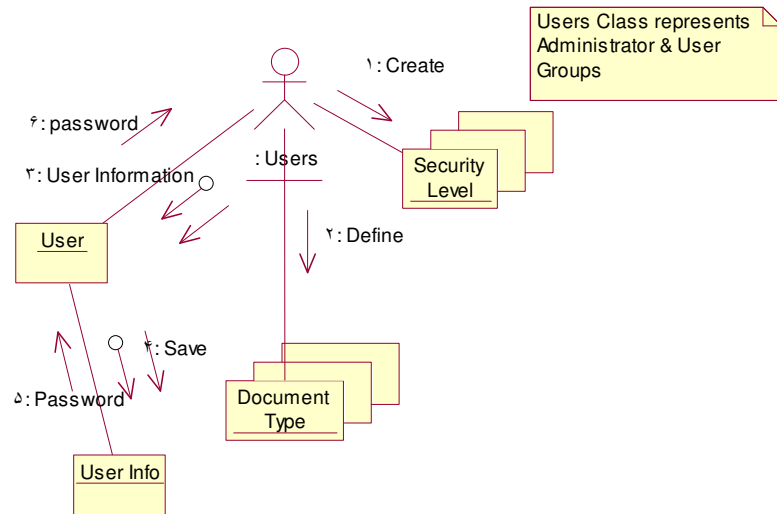 Users Class represents
Administrator & User
Groups
۱: Create
۶: password
: Users
۳: User Information
Security
Level
User
۲: Define
۴: Save
۵: Password
Document
Type
User Info